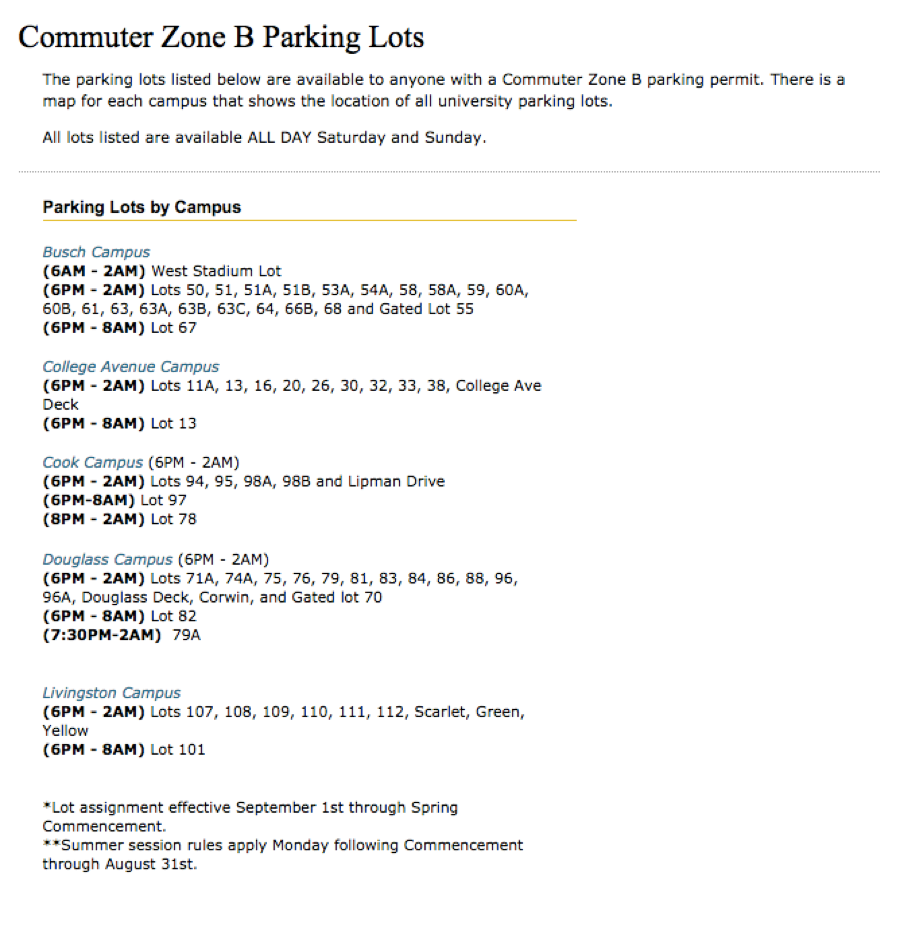 Commuter Zone B Parking Lots
The parking lots listed below are available to anyone with a Commuter Zone B parking permit. There is a
map for each campus that shows the location of all university parking lots.
All lots listed are available ALL DAY Saturday and Sunday.
Parking Lots by Campus
Busch Campus
(6AM - 2AM) West Stadium Lot
(6PM - 2AM) Lots 50, 51, 51A, 51B, 53A, 54A, 58, 58A, 59, 60A,
60B, 61, 63, 63A, 63B, 63C, 64, 66B, 68 and Gated Lot 55
(6PM - 8AM) Lot 67
College Avenue Campus
(6PM - 2AM) Lots 11A, 13, 16, 20, 26, 30, 32, 33, 38, College Ave
Deck
(6PM - 8AM) Lot 13
Cook Campus (6PM - 2AM)
(6PM - 2AM) Lots 94, 95, 98A, 98B and Lipman Drive
(6PM-8AM) Lot 97
(8PM - 2AM) Lot 78
Douglass Campus (6PM - 2AM)
(6PM - 2AM) Lots 71A, 74A, 75, 76, 79, 81, 83, 84, 86, 88, 96,
96A, Douglass Deck, Corwin, and Gated lot 70
(6PM - 8AM) Lot 82
(7:30PM-2AM) 79A
Livingston Campus
(6PM - 2AM) Lots 107, 108, 109, 110, 111, 112, Scarlet, Green,
Yellow
(6PM - 8AM) Lot 101
*Lot assignment effective September 1st through Spring
Commencement.
**Summer session rules apply Monday following Commencement
through August 31st.